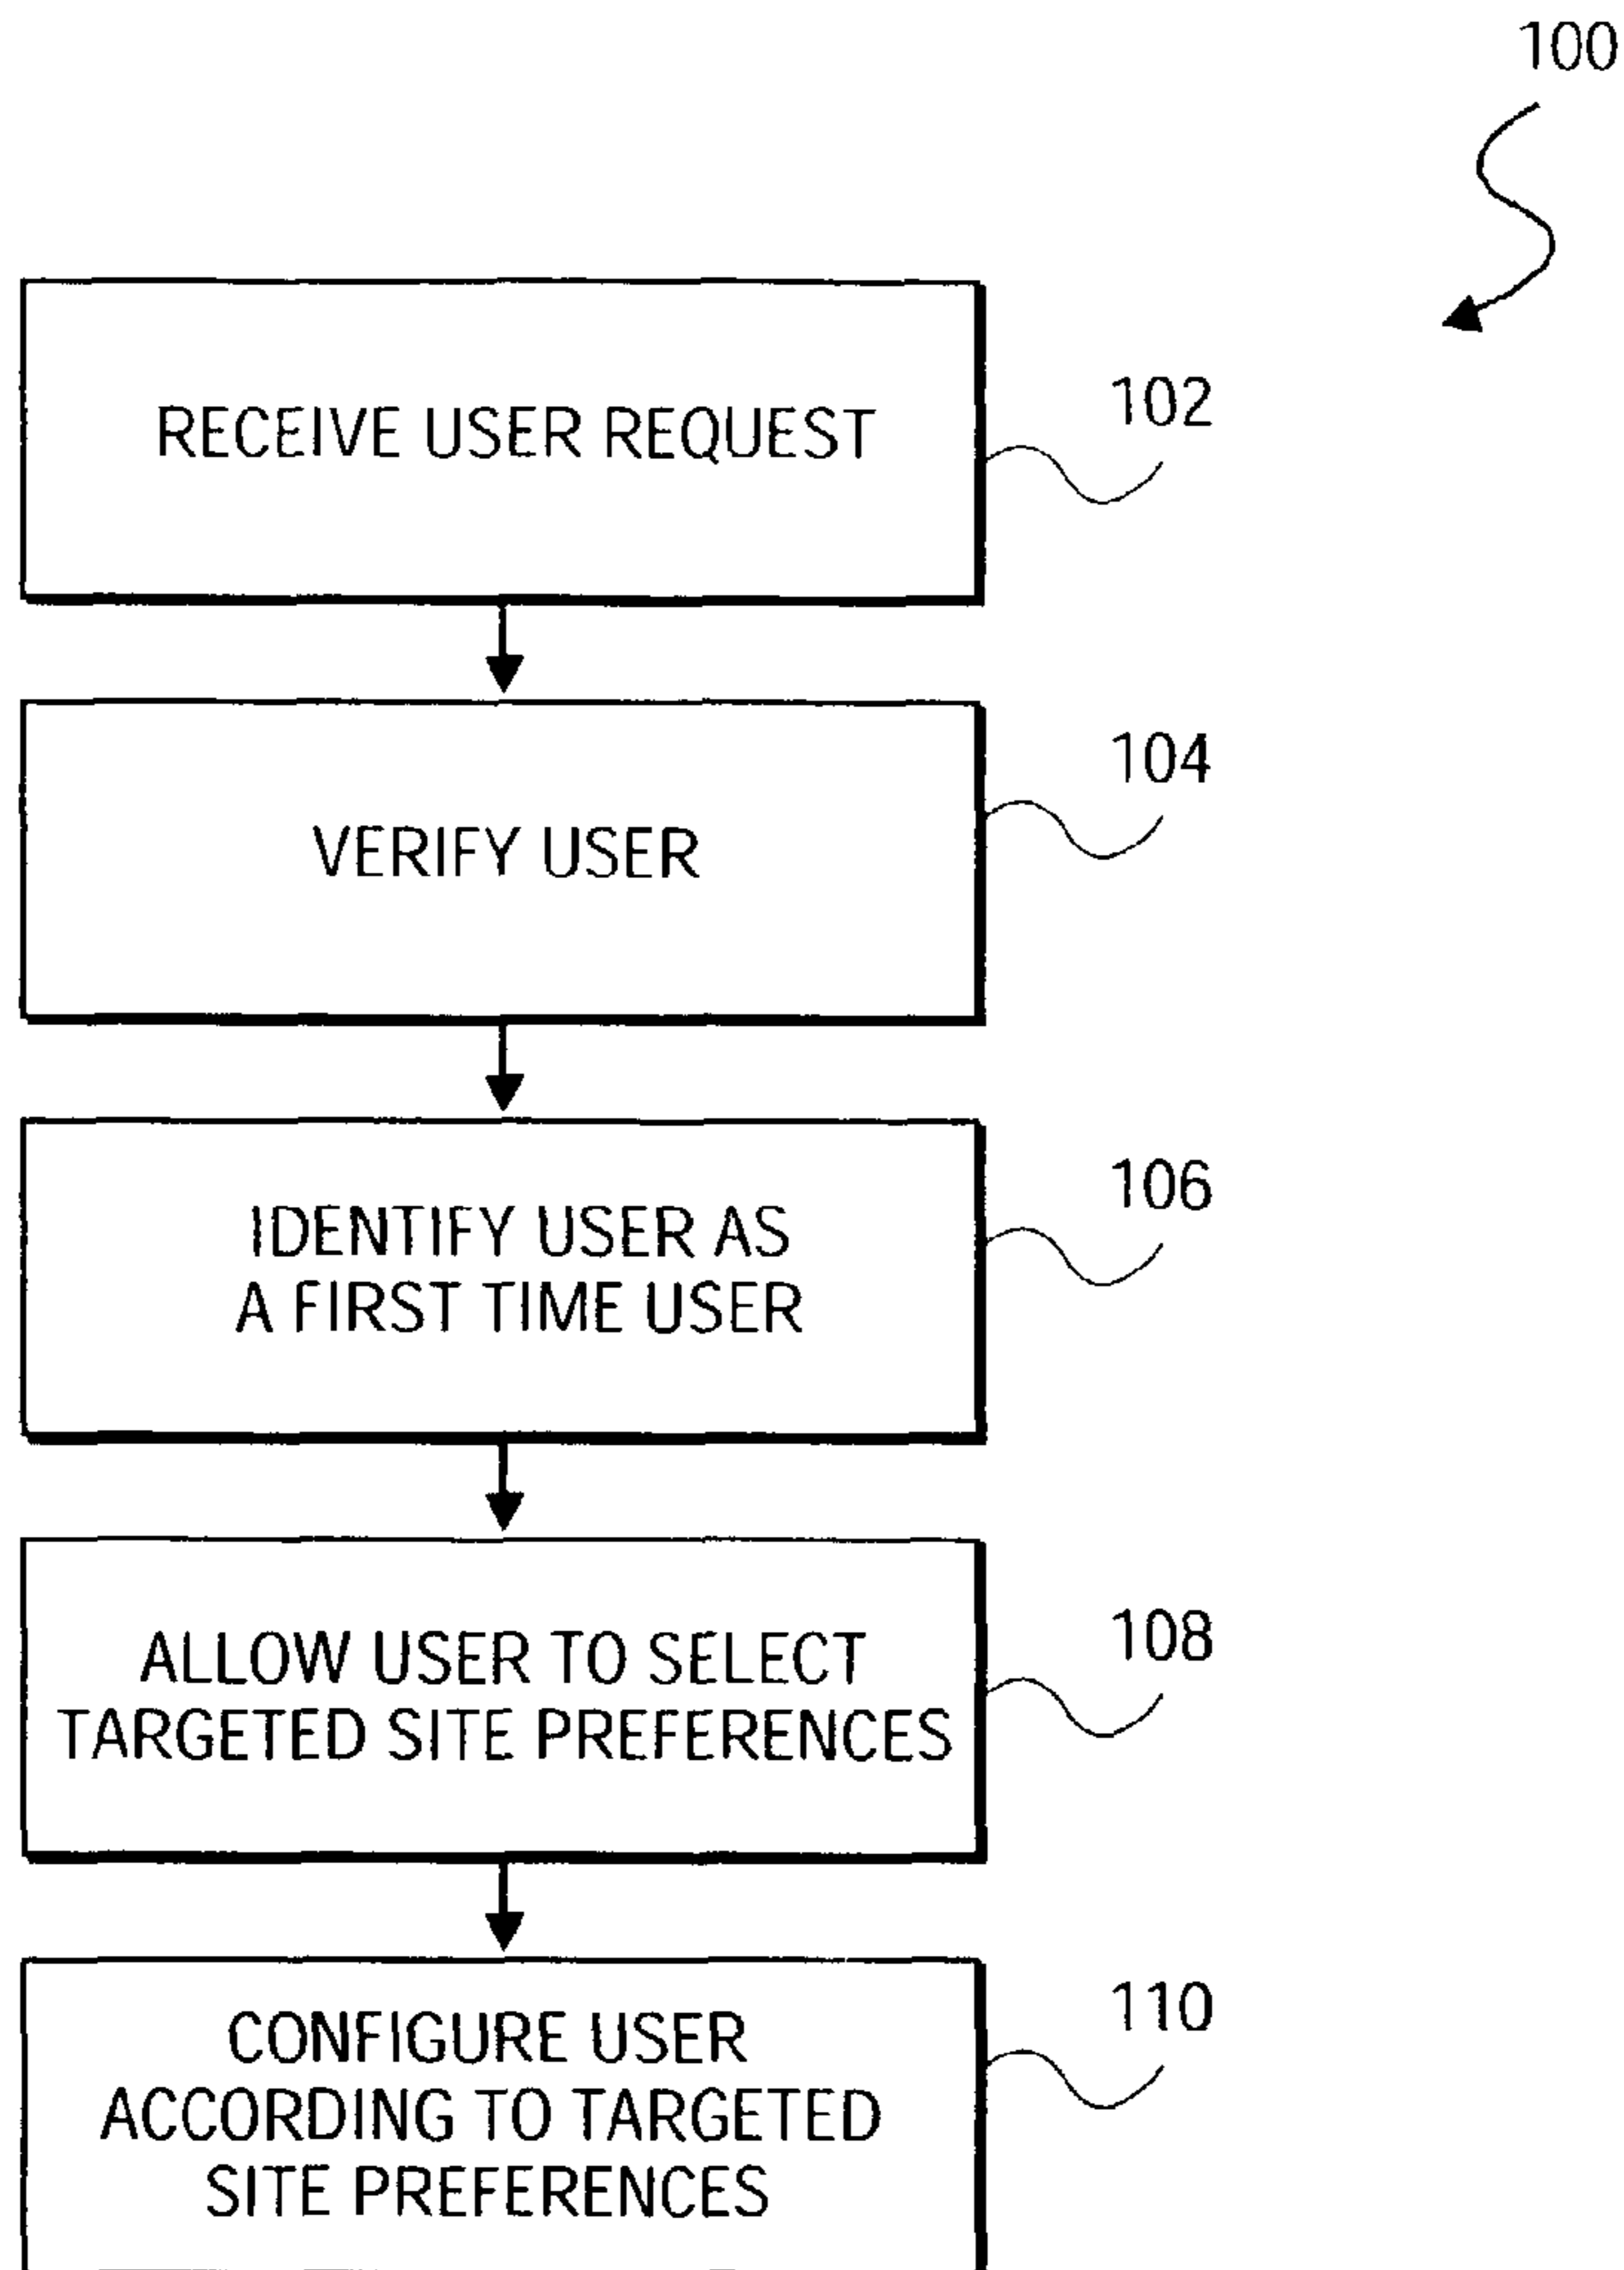 100
RECEIVE USER REQUEST
102
VERIFY USER
104
IDENTIFY USER AS
A FIRST TIME USER
106
ALLOW USER TO SELECT
TARGETED SITE PREFERENCES
108
CONFIGURE USER
ACCORDING TO TARGETED
SITE PREFERENCES
110